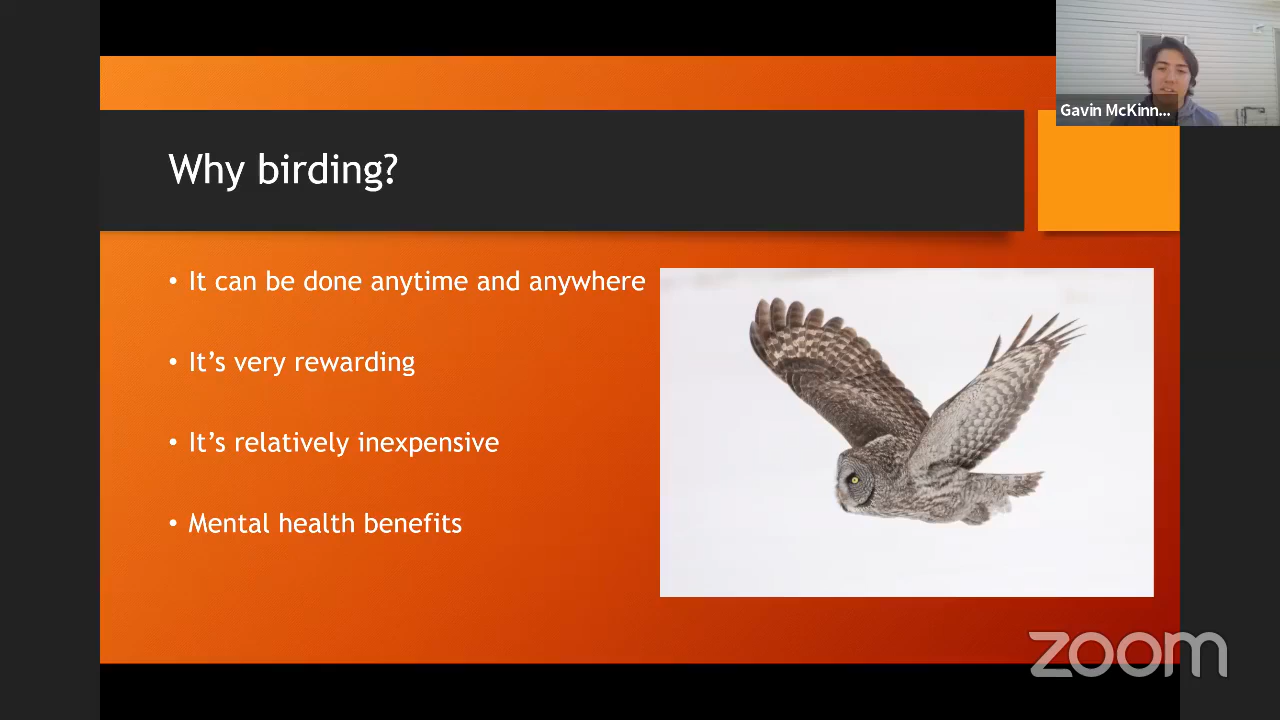 Gavin McKinn...
Why birding?
• It can be done anytime and anywhere
• It’s very rewarding
• It’s relatively inexpensive
• Mental health benefits
zoom